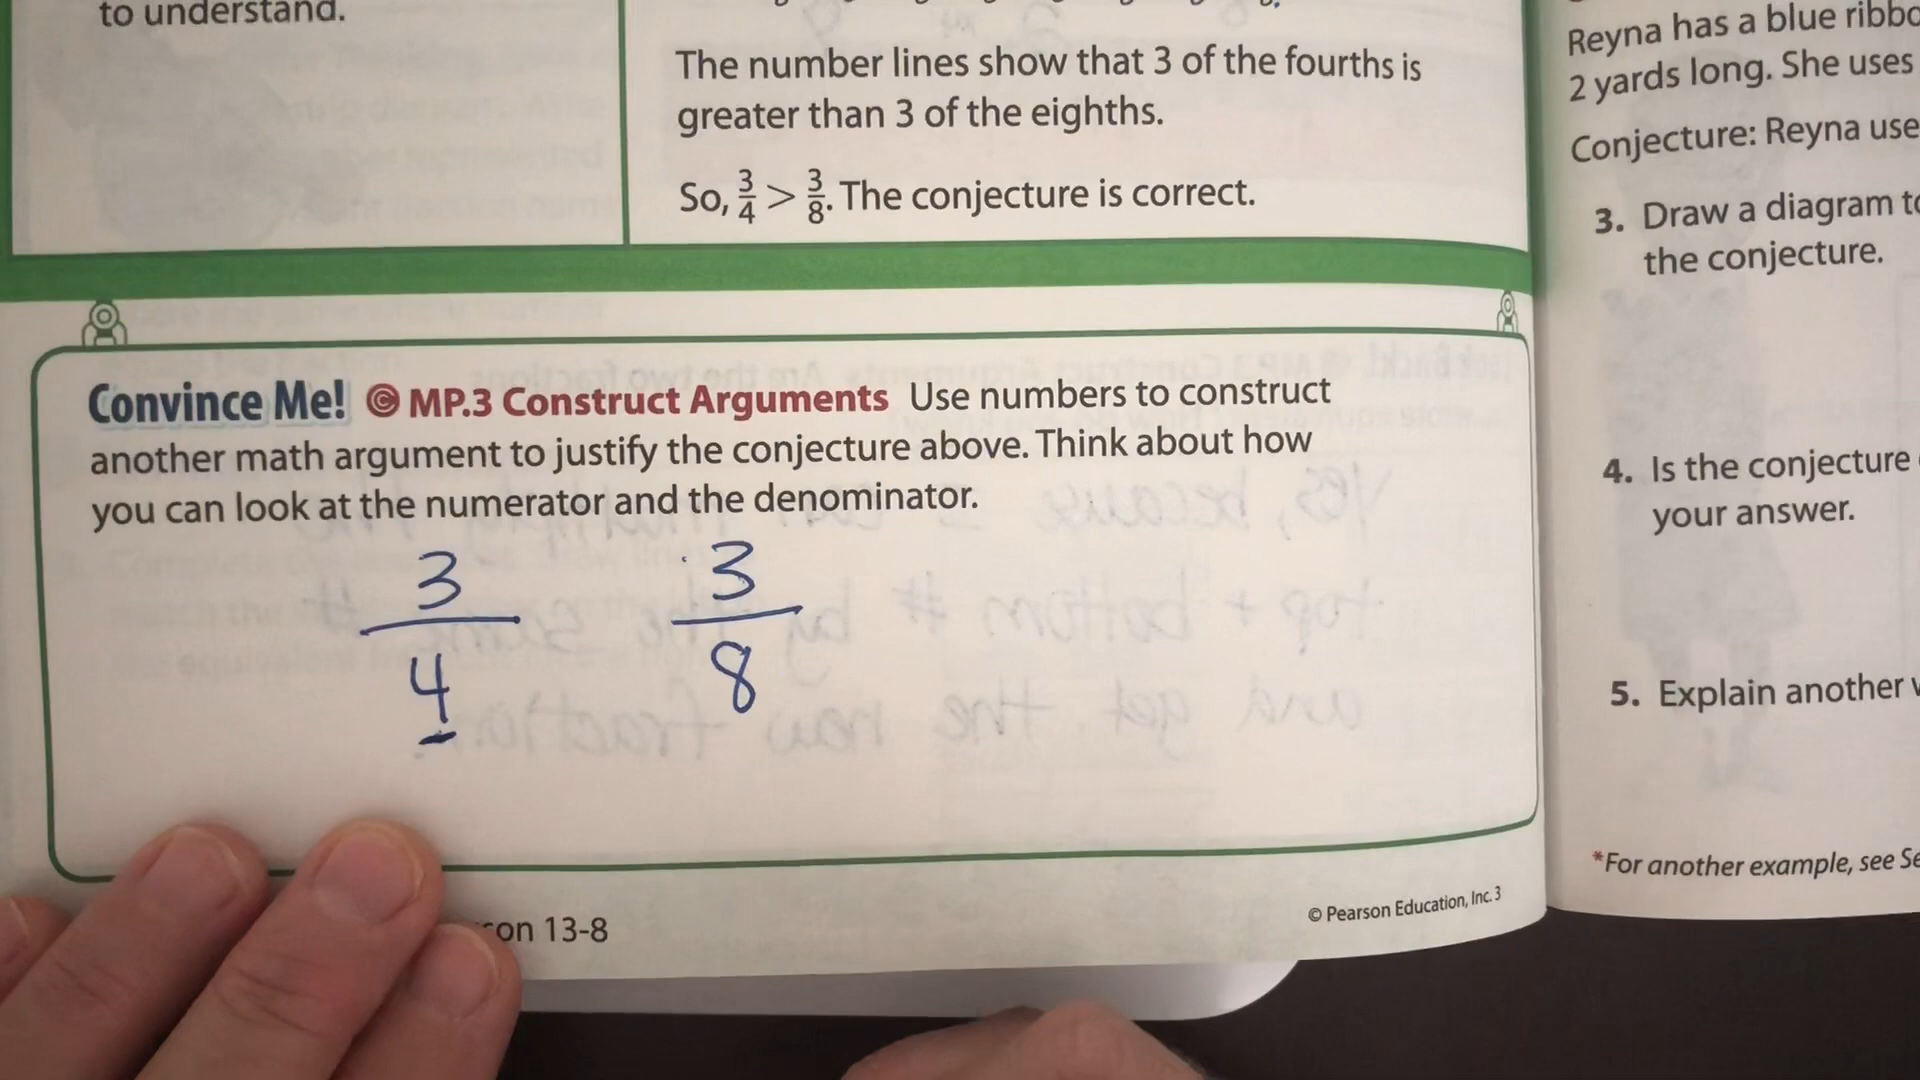 to understand.
The number lines show that 3 of the fourths is
greater than 3 of the eighths.
So, 3/4 > 3/8. The conjecture is correct.
Convince Me! © MP.3 Construct Arguments Use numbers to construct
another math argument to justify the conjecture above. Think about how
you can look at the numerator and the denominator.
3 3
4 8
13-8
© Pearson Education, Inc. 3
Reyna has a blue
2 yards long. She uses
Conjecture: Reyna
3. Draw a diagram
the conjecture.
4. Is the conjecture
your answer.
5. Explain another
*For another example, see